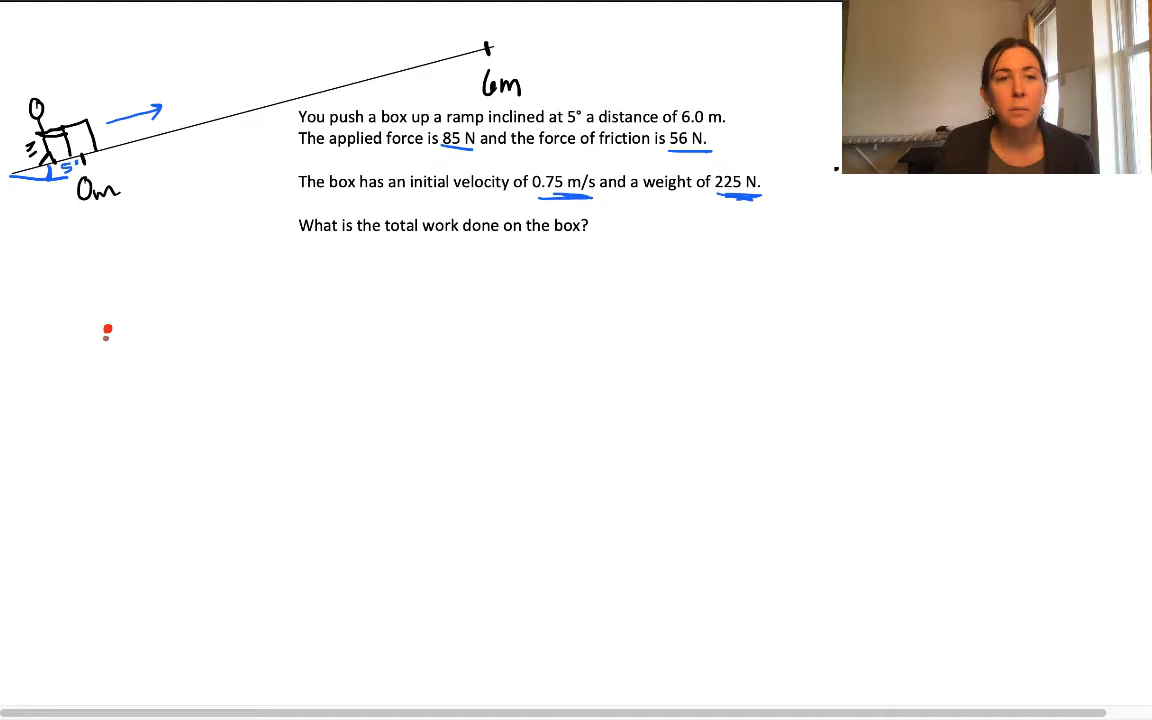 6m
You push a box up a ramp inclined at 5° a distance of 6.0 m.
The applied force is 85 N and the force of friction is 56 N.
5°
0m
The box has an initial velocity of 0.75 m/s and a weight of 225 N.
What is the total work done on the box?